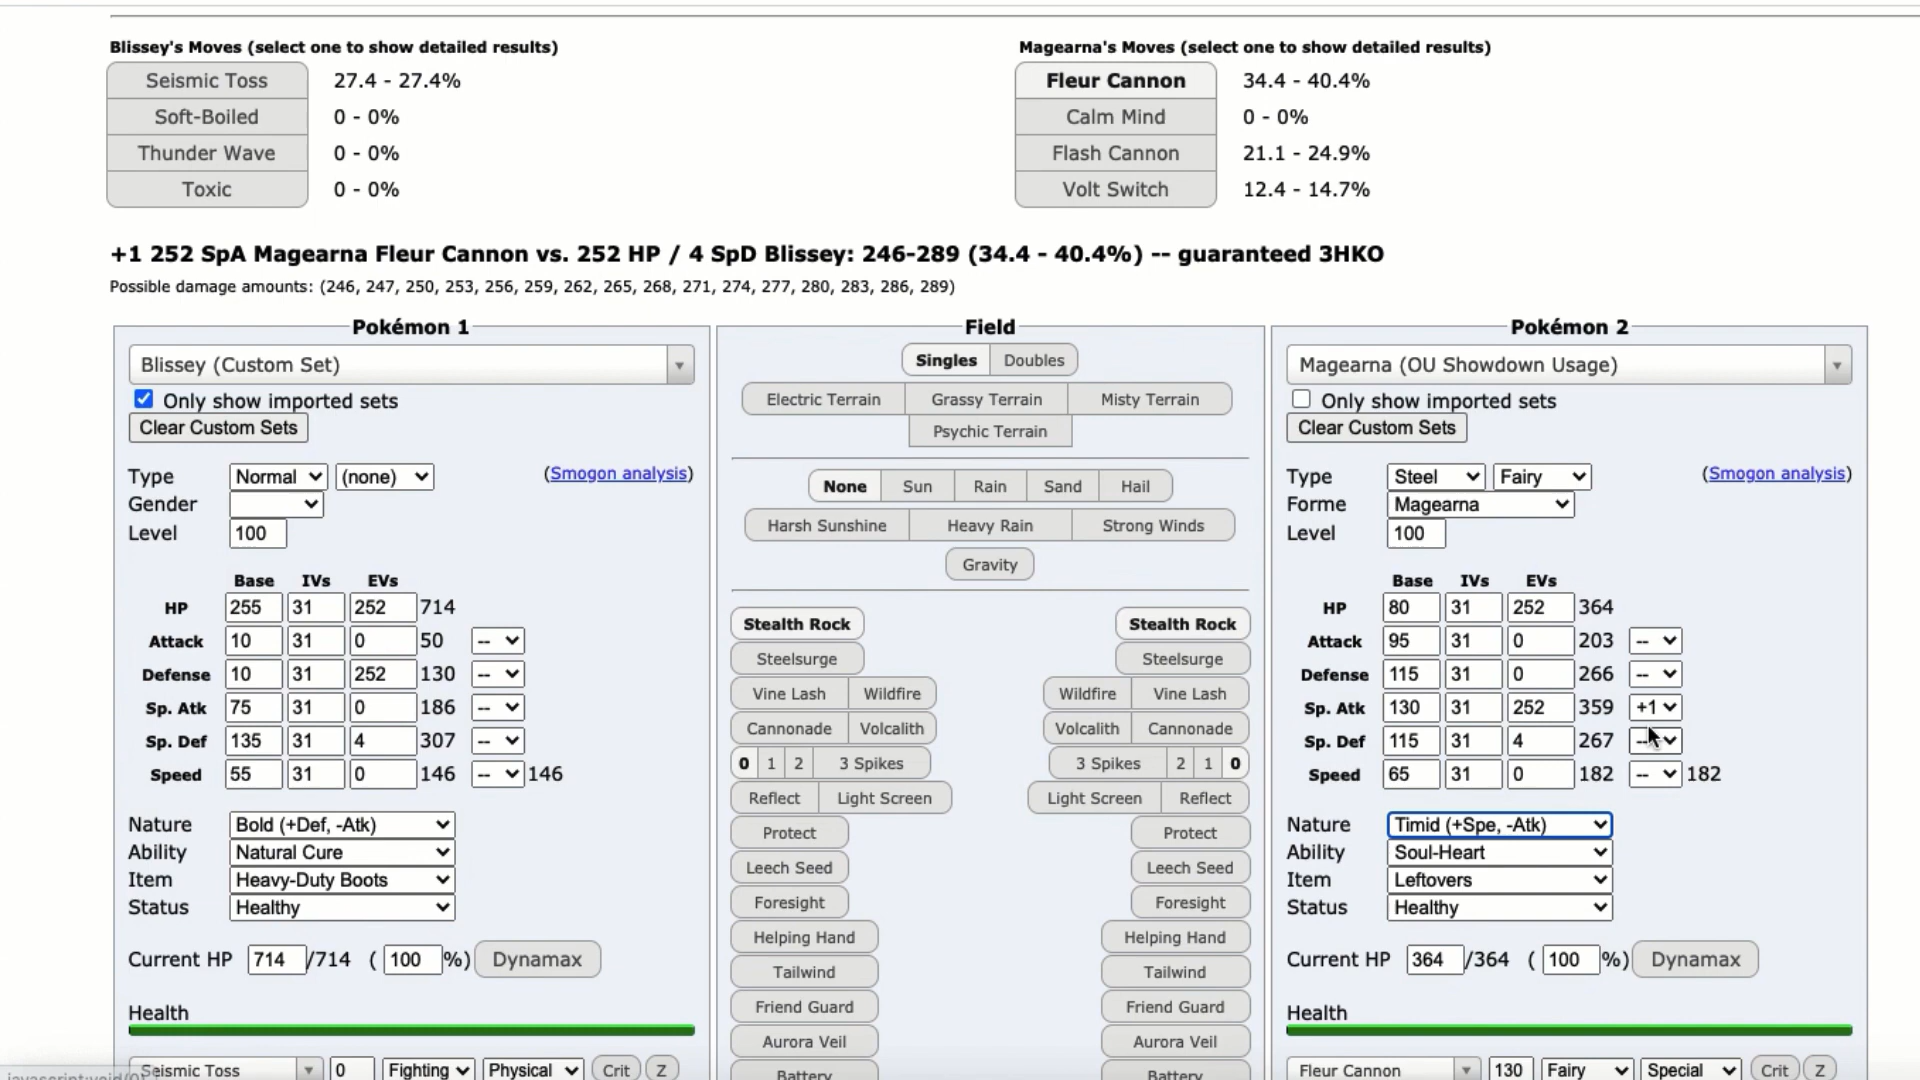 Blissey's Moves (select one to show detailed results)
Magearna's Moves (select one to show detailed results)
Seismic Toss 27.4 - 27.4%
Soft-Boiled 0 - 0%
Thunder Wave 0 - 0%
Toxic 0 - 0%
Fleur Cannon 34.4 - 40.4%
Calm Mind 0 - 0%
Flash Cannon 21.1 - 24.9%
Volt Switch 12.4 - 14.7%
+1 252 SpA Magearna Fleur Cannon vs. 252 HP / 4 SpD Blissey: 246-289 (34.4 - 40.4%) -- guaranteed 3HKO
Possible damage amounts: (246, 247, 250, 253, 256, 259, 262, 265, 268, 271, 274, 277, 280, 283, 286, 289)
Pokémon 1
Blissey (Custom Set)
Only show imported sets
Clear Custom Sets
Type Normal (none) (Smogon analysis)
Gender
Level 100
Base IVs EVs
HP 255 31 252 714
Attack 10 31 0 50 --
Defense 10 31 252 130 --
Sp. Atk 75 31 0 186 --
Sp. Def 135 31 4 307 --
Speed 55 31 0 146 -- 146
Nature Bold (+Def, -Atk)
Ability Natural Cure
Item Heavy-Duty Boots
Status Healthy
Current HP 714 /714 ( 100 %) Dynamax
Health
Seismic Toss 0 Fighting Physical Crit Z
Field
Singles Doubles
Electric Terrain Grassy Terrain Misty Terrain
Psychic Terrain
None Sun Rain Sand Hail
Harsh Sunshine Heavy Rain Strong Winds
Gravity
Stealth Rock Stealth Rock
Steelsurge Steelsurge
Vine Lash Wildfire Wildfire Vine Lash
Cannonade Volcalith Volcalith Cannonade
0 1 2 3 Spikes 3 Spikes 2 1 0
Reflect Light Screen Light Screen Reflect
Protect Protect
Leech Seed Leech Seed
Foresight Foresight
Helping Hand Helping Hand
Tailwind Tailwind
Friend Guard Friend Guard
Aurora Veil Aurora Veil
Battery Battery
Pokémon 2
Magearna (OU Showdown Usage)
Only show imported sets
Clear Custom Sets
Type Steel Fairy (Smogon analysis)
Forme Magearna
Level 100
Base IVs EVs
HP 80 31 252 364
Attack 95 31 0 203 --
Defense 115 31 0 266 --
Sp. Atk 130 31 252 359 +1
Sp. Def 115 31 4 267 --
Speed 65 31 0 182 -- 182
Nature Timid (+Spe, -Atk)
Ability Soul-Heart
Item Leftovers
Status Healthy
Current HP 364 /364 ( 100 %) Dynamax
Health
Fleur Cannon 130 Fairy Special Crit Z